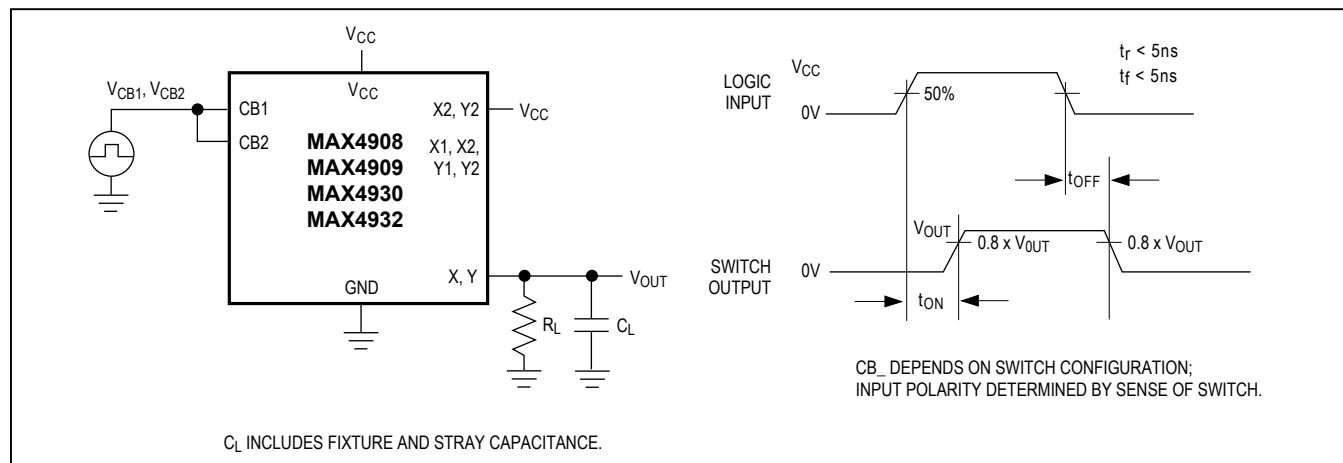 VCC
VCB1, VCB2
VCC
CB1
X2, Y2
VCC
CB2
MAX4908
MAX4909
MAX4930
MAX4932
X1, X2,
Y1, Y2
X, Y
VOUT
GND
RL
CL
CL INCLUDES FIXTURE AND STRAY CAPACITANCE.
tr < 5ns
tf < 5ns
LOGIC
INPUT
VCC
50%
0V
tOFF
VOUT
0.8 x V0UT
0.8 x VOUT
SWITCH
OUTPUT
0V
tON
CB_ DEPENDS ON SWITCH CONFIGURATION;
INPUT POLARITY DETERMINED BY SENSE OF SWITCH.